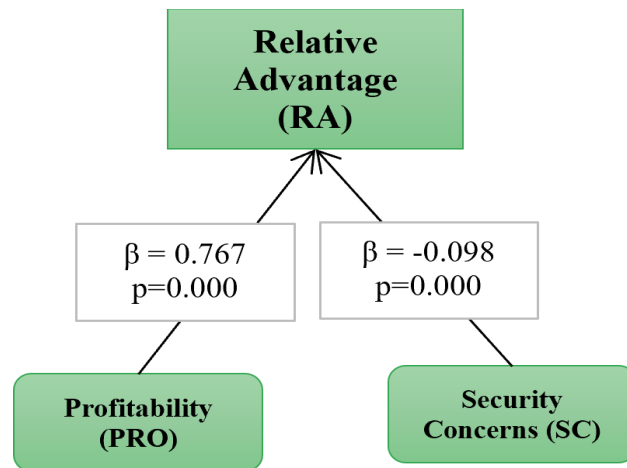 Relative
Advantage
(RA)
β = 0.767
p=0.000
β = -0.098
p=0.000
Profitability
(PRO)
Security
Concerns (SC)